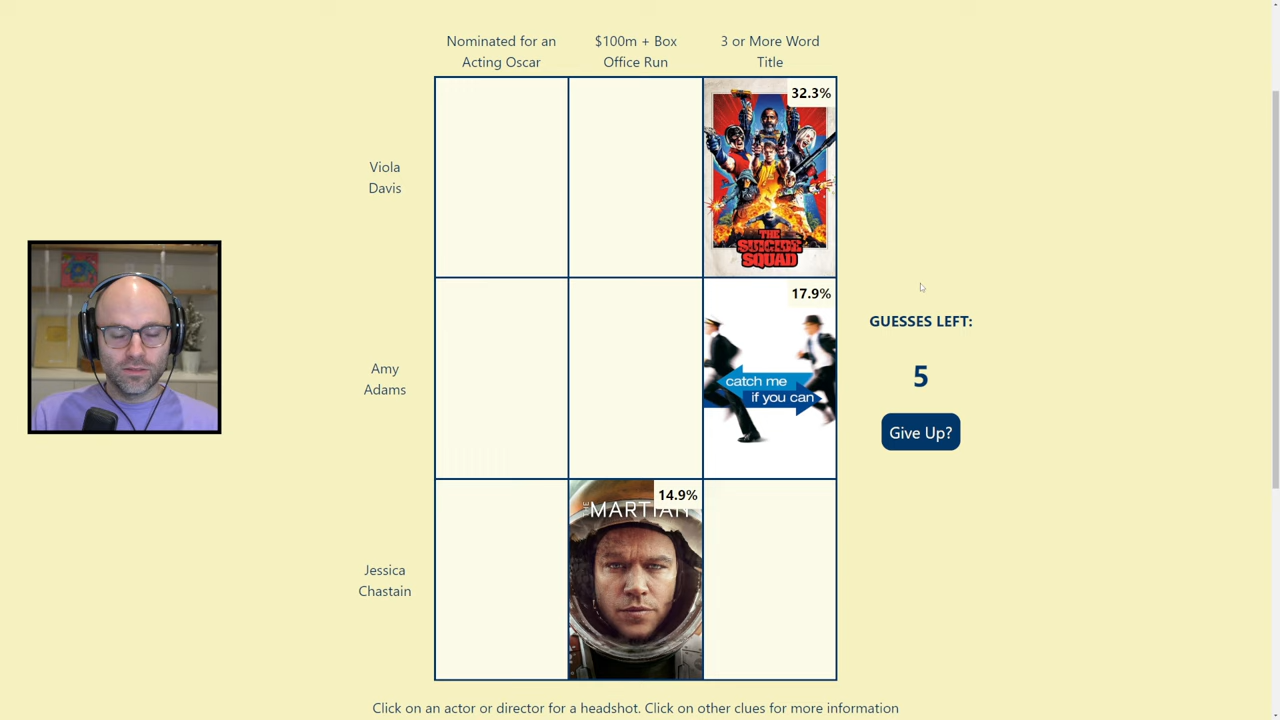 Nominated for an
Acting Oscar
$100m + Box
Office Run
3 or More Word
Title
32.3%
Viola
Davis
THE
SUICIDE
SQUAD
17.9%
GUESSES LEFT:
Amy
Adams
5
catch me
if you can
Give Up?
14.9%
THE
MARTIAN
Jessica
Chastain
Click on an actor or director for a headshot. Click on other clues for more information